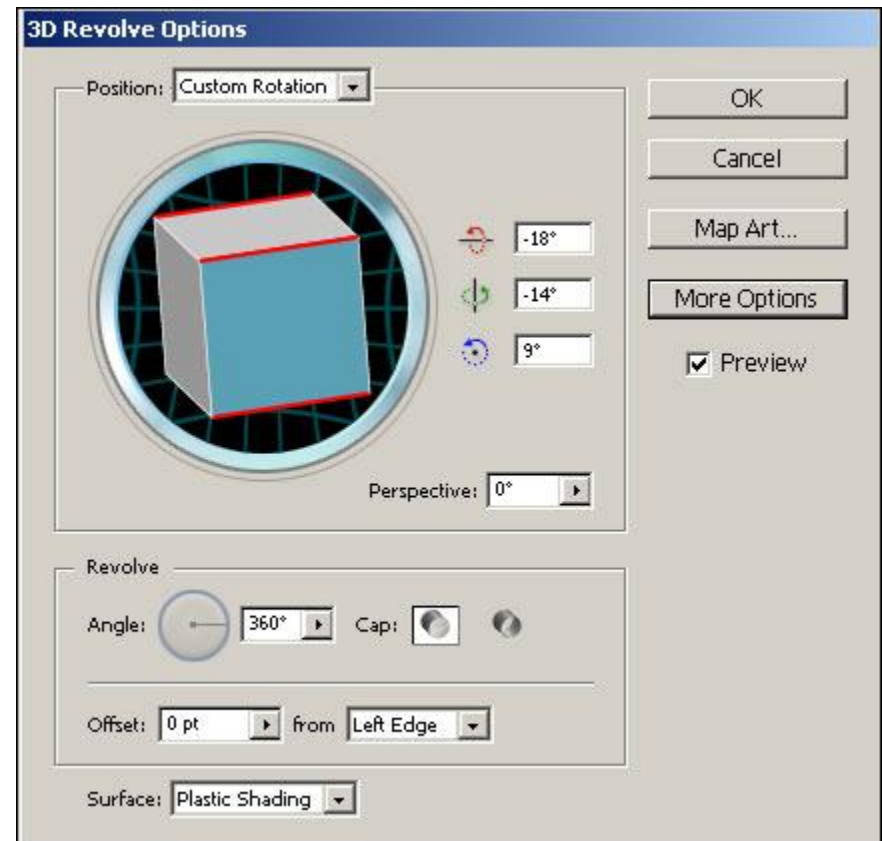 3D Revolve Options
Position: Custom Rotation
OK
Cancel
Map Art...
More Options
Preview
-18°
-14°
9°
Perspective: 0°
Revolve
Angle: 360° Cap:
Offset: 0 pt from Left Edge
Surface: Plastic Shading